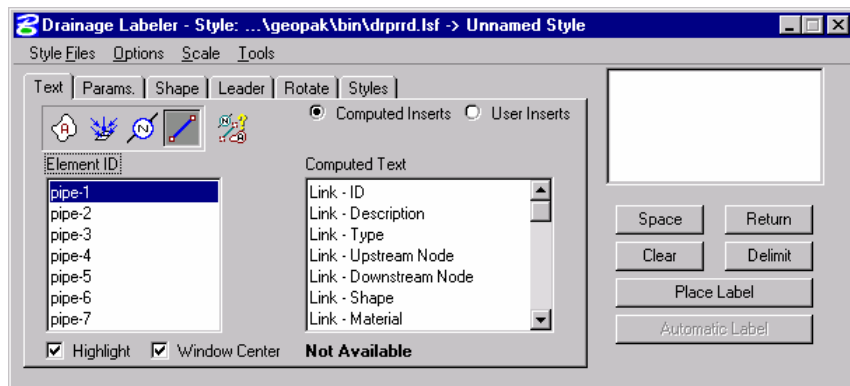 Drainage Labeler - Style: ...\geopak\bin\drprrd.lsf -> Unnamed Style
Style Files Options Scale Tools
Text Params. Shape Leader Rotate Styles
Computed Inserts User Inserts
Element ID
pipe-1
pipe-2
pipe-3
pipe-4
pipe-5
pipe-6
pipe-7
Highlight Window Center
Computed Text
Link - ID
Link - Description
Link - Type
Link - Upstream Node
Link - Downstream Node
Link - Shape
Link - Material
Not Available
Space Return
Clear Delimit
Place Label
Automatic Label